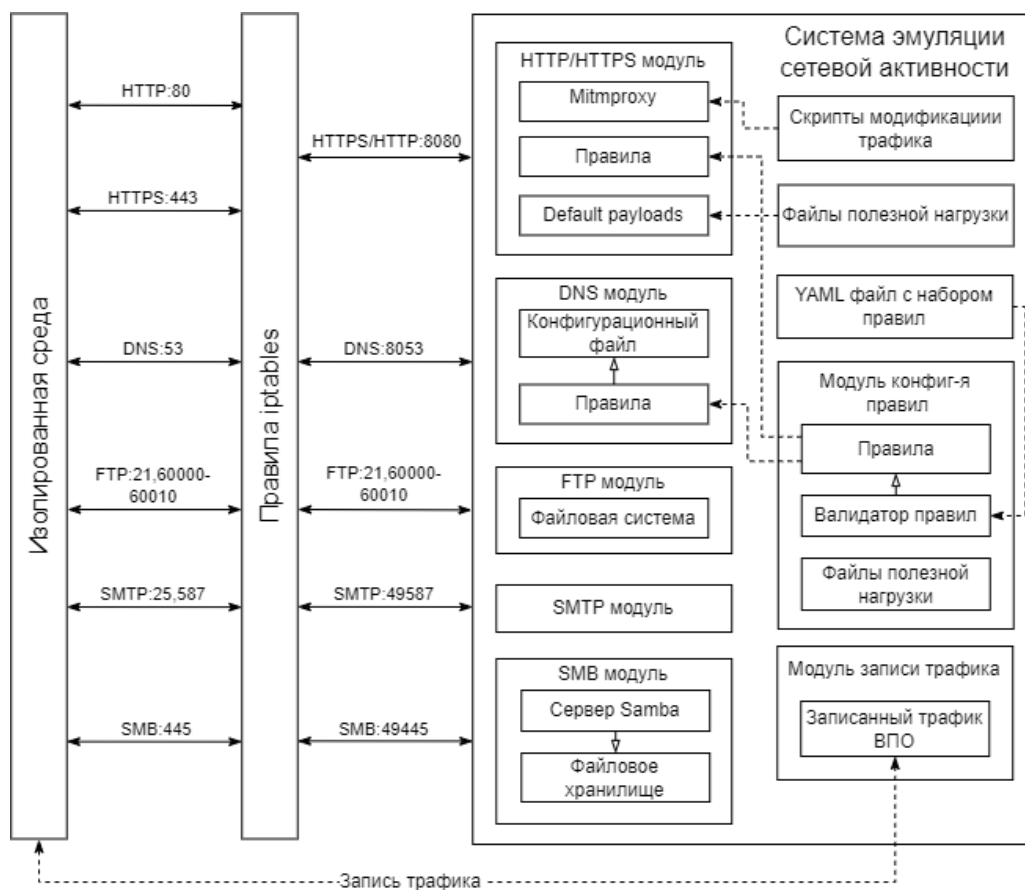 Изолированная среда
HTTP:80
HTTPS:443
DNS:53
FTP:21,60000-
60010
SMTP:25,587
SMB:445
Правила iptables
HTTPS/HTTP:8080
DNS:8053
FTP:21,60000-
60010
SMTP:49587
SMB:49445
Система эмуляции
сетевой активности
HTTP/HTTPS модуль
Mitmproxy
Правила
Default payloads
DNS модуль
Конфигурационный
файл
Правила
FTP модуль
Файловая система
SMTP модуль
SMB модуль
Сервер Samba
Файловое
хранилище
Скрипты модификациии
трафика
Файлы полезной нагрузки
YAML файл с набором
правил
Модуль конфиг-я
правил
Правила
Валидатор правил
Файлы полезной
нагрузки
Модуль записи трафика
Записанный трафик
ВПО
Запись трафика